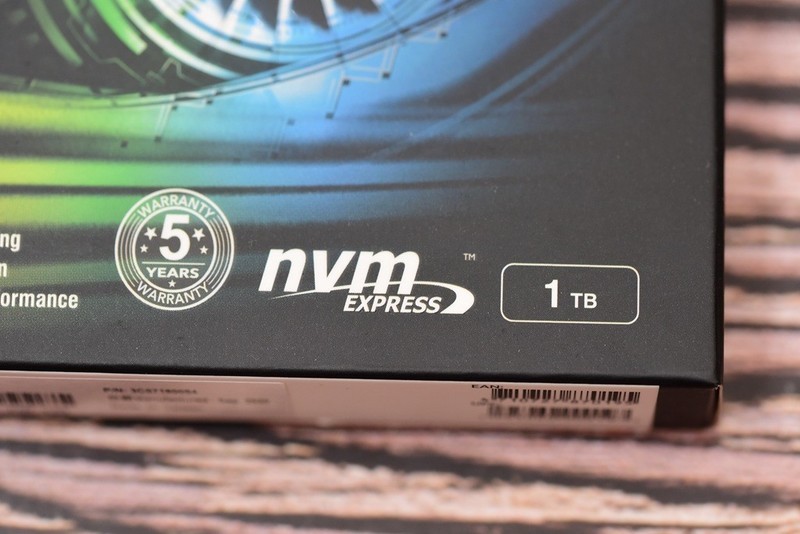 ng
n
ormance
WARRANTY
5
YEARS
WARRANTY
nvm
EXPRESS
™
1 TB
EAN